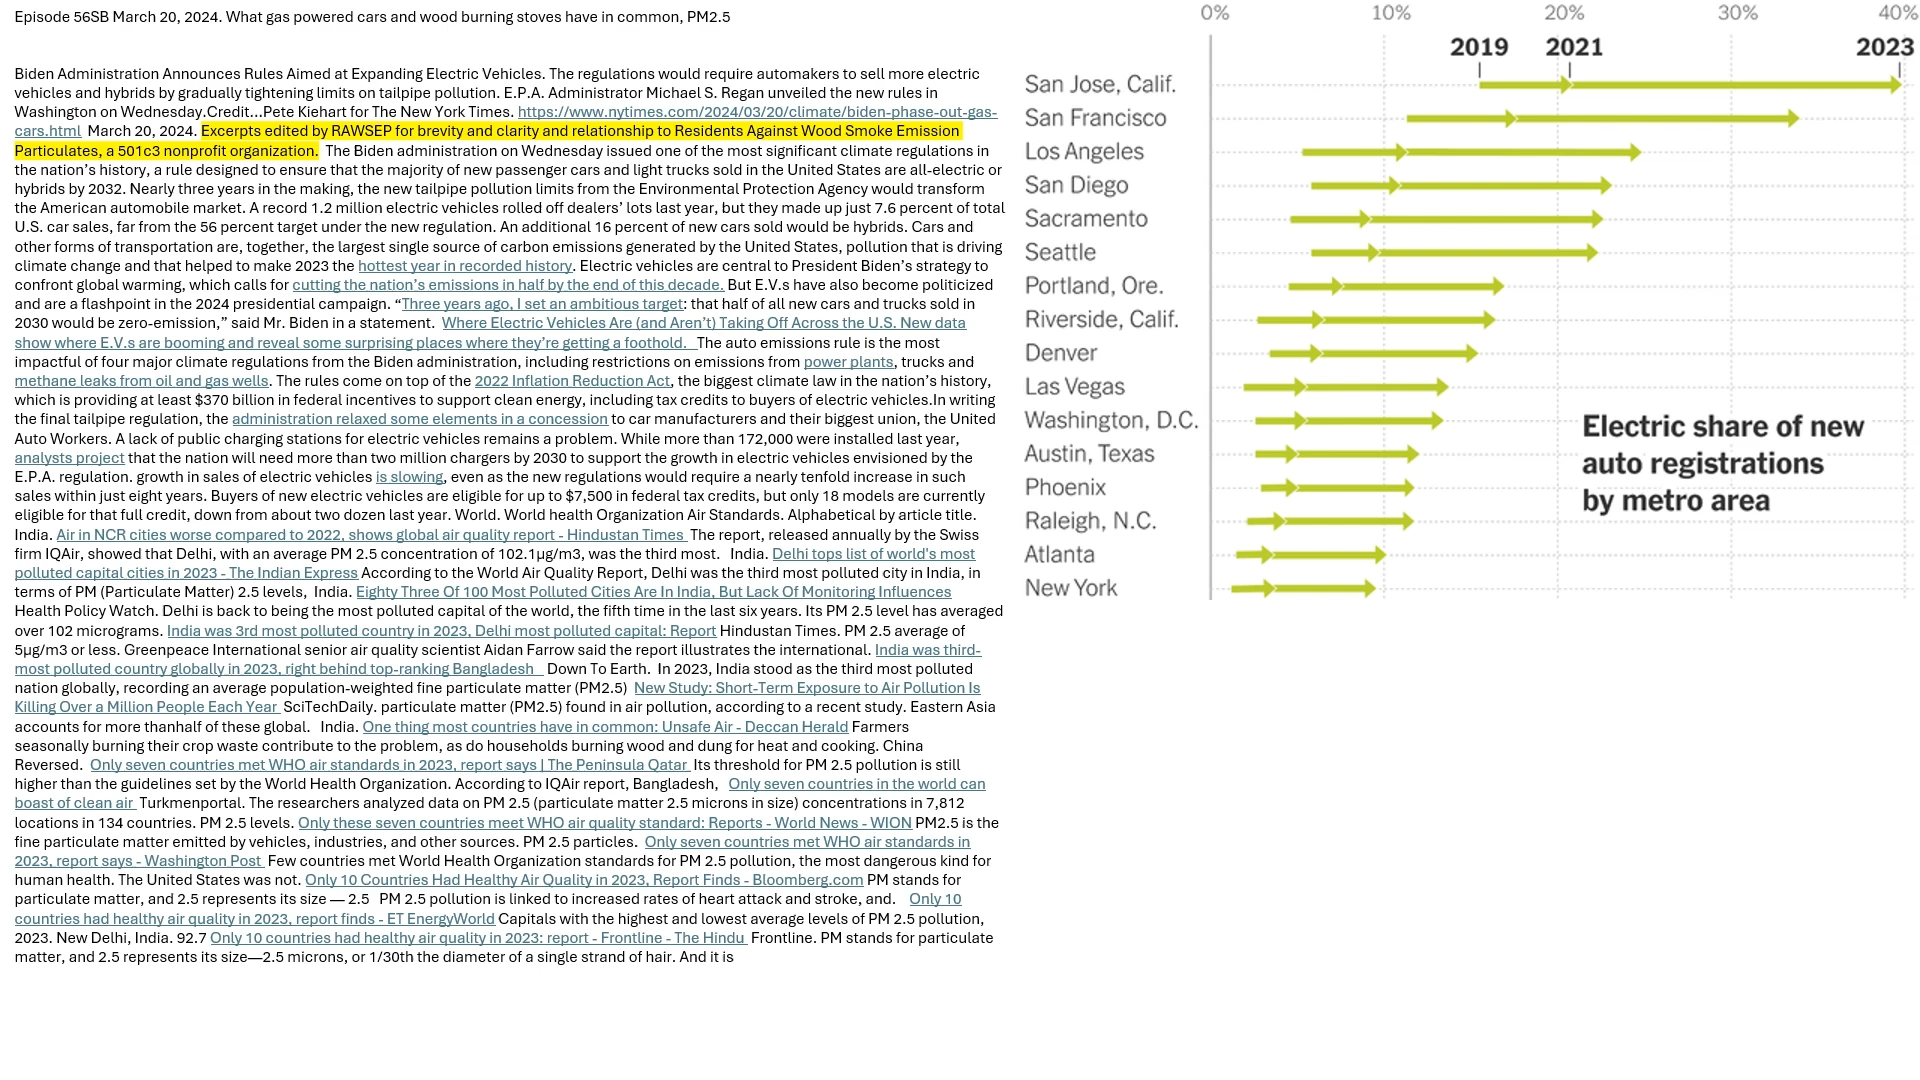 Episode 56SB March 20, 2024. What gas powered cars and wood burning stoves have in common, PM2.5
Biden Administration Announces Rules Aimed at Expanding Electric Vehicles. The regulations would require automakers to sell more electric
vehicles and hybrids by gradually tightening limits on tailpipe pollution. E.P.A. Administrator Michael S. Regan unveiled the new rules in
Washington on Wednesday.Credit...Pete Kiehart for The New York Times. https://www.nytimes.com/2024/03/20/climate/biden-phase-out-gas-
cars.html March 20, 2024. Excerpts edited by RAWSEP for brevity and clarity and relationship to Residents Against Wood Smoke Emission
Particulates, a 501c3 nonprofit organization. The Biden administration on Wednesday issued one of the most significant climate regulations in
the nation's history, a rule designed to ensure that the majority of new passenger cars and light trucks sold in the United States are all-electric or
hybrids by 2032. Nearly three years in the making, the new tailpipe pollution limits from the Environmental Protection Agency would transform
the American automobile market. A record 1.2 million electric vehicles rolled off dealers' lots last year, but they made up just 7.6 percent of total
U.S. car sales, far from the 56 percent target under the new regulation. An additional 16 percent of new cars sold would be hybrids. Cars and
other forms of transportation are, together, the largest single source of carbon emissions generated by the United States, pollution that is driving
climate change and that helped to make 2023 the hottest year in recorded history. Electric vehicles are central to President Biden's strategy to
confront global warming, which calls for cutting the nation's emissions in half by the end of this decade. But E.V.s have also become politicized
and are a flashpoint in the 2024 presidential campaign. “Three years ago, I set an ambitious target: that half of all new cars and trucks sold in
2030 would be zero-emission,” said Mr. Biden in a statement. Where Electric Vehicles Are (and Aren't) Taking Off Across the U.S. New data
show where E.V.s are booming and reveal some surprising places where they're getting a foothold. The auto emissions rule is the most
impactful of four major climate regulations from the Biden administration, including restrictions on emissions from power plants, trucks and
methane leaks from oil and gas wells. The rules come on top of the 2022 Inflation Reduction Act, the biggest climate law in the nation's history,
which is providing at least $370 billion in federal incentives to support clean energy, including tax credits to buyers of electric vehicles.In writing
the final tailpipe regulation, the administration relaxed some elements in a concession to car manufacturers and their biggest union, the United
Auto Workers. A lack of public charging stations for electric vehicles remains a problem. While more than 172,000 were installed last year,
analysts project that the nation will need more than two million chargers by 2030 to support the growth in electric vehicles envisioned by the
E.P.A. regulation. growth in sales of electric vehicles is slowing, even as the new regulations would require a nearly tenfold increase in such
sales within just eight years. Buyers of new electric vehicles are eligible for up to $7,500 in federal tax credits, but only 18 models are currently
eligible for that full credit, down from about two dozen last year. World. World health Organization Air Standards. Alphabetical by article title.
India. Air in NCR cities worse compared to 2022, shows global air quality report - Hindustan Times The report, released annually by the Swiss
firm IQAir, showed that Delhi, with an average PM 2.5 concentration of 102.1µg/m3, was the third most. India. Delhi tops list of world's most
polluted capital cities in 2023 - The Indian Express According to the World Air Quality Report, Delhi was the third most polluted city in India, in
terms of PM (Particulate Matter) 2.5 levels, India. Eighty Three Of 100 Most Polluted Cities Are In India, But Lack Of Monitoring Influences
Health Policy Watch. Delhi is back to being the most polluted capital of the world, the fifth time in the last six years. Its PM 2.5 level has averaged
over 102 micrograms. India was 3rd most polluted country in 2023, Delhi most polluted capital: Report Hindustan Times. PM 2.5 average of
5µg/m3 or less. Greenpeace International senior air quality scientist Aidan Farrow said the report illustrates the international. India was third-
most polluted country globally in 2023, right behind top-ranking Bangladesh Down To Earth. In 2023, India stood as the third most polluted
nation globally, recording an average population-weighted fine particulate matter (PM2.5) New Study: Short-Term Exposure to Air Pollution Is
Killing Over a Million People Each Year SciTechDaily. particulate matter (PM2.5) found in air pollution, according to a recent study. Eastern Asia
accounts for more thanhalf of these global. India. One thing most countries have in common: Unsafe Air - Deccan Herald Farmers
seasonally burning their crop waste contribute to the problem, as do households burning wood and dung for heat and cooking. China
Reversed. Only seven countries met WHO air standards in 2023, report says | The Peninsula Qatar Its threshold for PM 2.5 pollution is still
higher than the guidelines set by the World Health Organization. According to IQAir report, Bangladesh, Only seven countries in the world can
boast of clean air Turkmenportal. The researchers analyzed data on PM 2.5 (particulate matter 2.5 microns in size) concentrations in 7,812
locations in 134 countries. PM 2.5 levels. Only these seven countries meet WHO air quality standard: Reports - World News - WION PM2.5 is the
fine particulate matter emitted by vehicles, industries, and other sources. PM 2.5 particles. Only seven countries met WHO air standards in
2023, report says - Washington Post Few countries met World Health Organization standards for PM 2.5 pollution, the most dangerous kind for
human health. The United States was not. Only 10 Countries Had Healthy Air Quality in 2023, Report Finds - Bloomberg.com PM stands for
particulate matter, and 2.5 represents its size — 2.5 PM 2.5 pollution is linked to increased rates of heart attack and stroke, and. Only 10
countries had healthy air quality in 2023, report finds - ET EnergyWorld Capitals with the highest and lowest average levels of PM 2.5 pollution,
2023. New Delhi, India. 92.7 Only 10 countries had healthy air quality in 2023: report - Frontline - The Hindu Frontline. PM stands for particulate
matter, and 2.5 represents its size—2.5 microns, or 1/30th the diameter of a single strand of hair. And it is
0% 10% 20% 30% 40%
2019 2021 2023
San Jose, Calif.
San Francisco
Los Angeles
San Diego
Sacramento
Seattle
Portland, Ore.
Riverside, Calif.
Denver
Las Vegas
Washington, D.C.
Austin, Texas
Phoenix
Raleigh, N.C.
Atlanta
New York
Electric share of new
auto registrations
by metro area